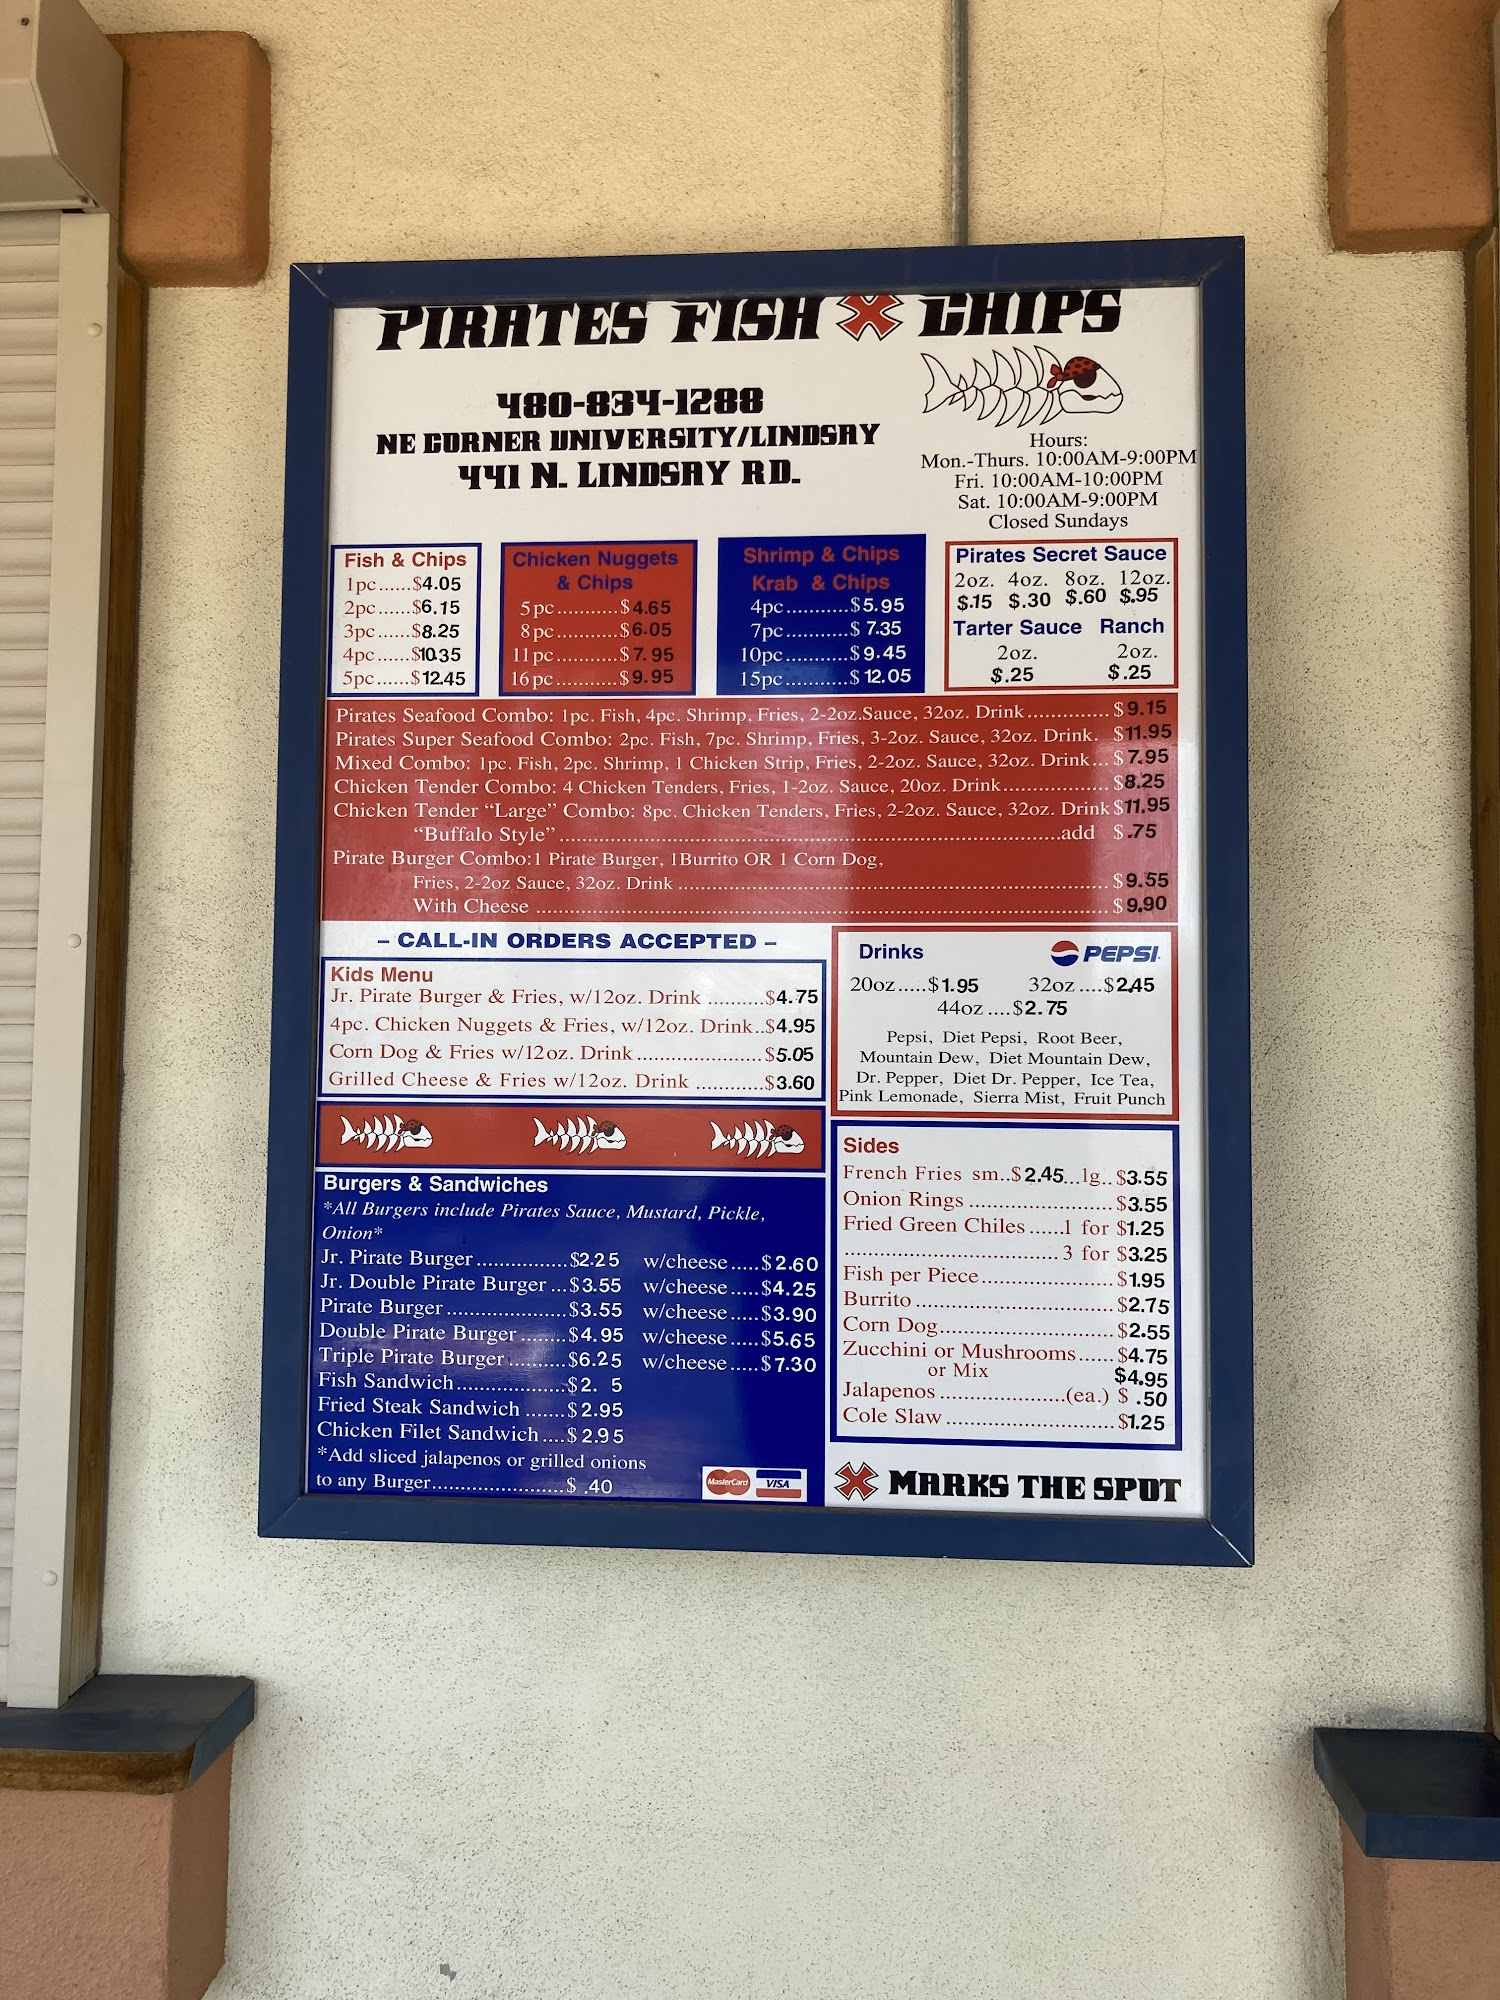 PIRATES FISH X CHIPS
480-834-1288
NE CORNER UNIVERSITY/LINDSAY
441 N. LINDSAY RD.
Hours:
Mon.-Thurs. 10:00AM-9:00PM
Fri. 10:00AM-10:00PM
Sat. 10:00AM-9:00PM
Closed Sundays
Fish & Chips
1pc......$4.05
2pc......$6.15
3pc......$8.25
4pc......$10.35
5pc......$12.45
Chicken Nuggets
& Chips
5pc...........$4.65
8pc...........$6.05
11pc...........$7.95
16pc...........$9.95
Shrimp & Chips
Krab & Chips
4pc...........$5.95
7pc...........$7.35
10pc...........$9.45
15pc...........$12.05
Pirates Secret Sauce
2oz. 4oz. 8oz. 12oz.
$.15 $.30 $.60 $.95
Tarter Sauce Ranch
2oz. 2oz.
$.25 $.25
Pirates Seafood Combo: 1pc. Fish, 4pc. Shrimp, Fries, 2-2oz.Sauce, 32oz. Drink............... $9.15
Pirates Super Seafood Combo: 2pc. Fish, 7pc. Shrimp, Fries, 3-2oz. Sauce, 32oz. Drink. $11.95
Mixed Combo: 1pc. Fish, 2pc. Shrimp, 1 Chicken Strip, Fries, 2-2oz. Sauce, 32oz. Drink... $7.95
Chicken Tender Combo: 4 Chicken Tenders, Fries, 1-2oz. Sauce, 20oz. Drink................... $8.25
Chicken Tender “Large” Combo: 8pc. Chicken Tenders, Fries, 2-2oz. Sauce, 32oz. Drink $11.95
“Buffalo Style”...............add $.75
Pirate Burger Combo:1 Pirate Burger, 1Burrito OR 1 Corn Dog,
Fries, 2-2oz Sauce, 32oz. Drink............... $9.55
With Cheese............... $9.90
– CALL-IN ORDERS ACCEPTED –
Kids Menu
Jr. Pirate Burger & Fries, w/12oz. Drink ..........$4.75
4pc. Chicken Nuggets & Fries, w/12oz. Drink..$4.95
Corn Dog & Fries w/12oz. Drink......................$5.05
Grilled Cheese & Fries w/12oz. Drink ............$3.60
Drinks PEPSI
20oz.....$1.95 32oz....$2.45
44oz....$2.75
Pepsi, Diet Pepsi, Root Beer,
Mountain Dew, Diet Mountain Dew,
Dr. Pepper, Diet Dr. Pepper, Ice Tea,
Pink Lemonade, Sierra Mist, Fruit Punch
Burgers & Sandwiches
*All Burgers include Pirates Sauce, Mustard, Pickle,
Onion*
Jr. Pirate Burger................$2.25 w/cheese.....$2.60
Jr. Double Pirate Burger...$3.55 w/cheese.....$4.25
Pirate Burger.....................$3.55 w/cheese.....$3.90
Double Pirate Burger........$4.95 w/cheese.....$5.65
Triple Pirate Burger..........$6.25 w/cheese.....$7.30
Fish Sandwich...................$2. 5
Fried Steak Sandwich.......$2.95
Chicken Filet Sandwich....$2.95
*Add sliced jalapenos or grilled onions
to any Burger.......................$ .40
MasterCard VISA
Sides
French Fries sm..$2.45...lg..$3.55
Onion Rings.........................$3.55
Fried Green Chiles......1 for $1.25
.....................................3 for $3.25
Fish per Piece.......................$1.95
Burrito..................................$2.75
Corn Dog..............................$2.55
Zucchini or Mushrooms......$4.75
or Mix $4.95
Jalapenos......................(ea.) $ .50
Cole Slaw.............................$1.25
X MARKS THE SPOT